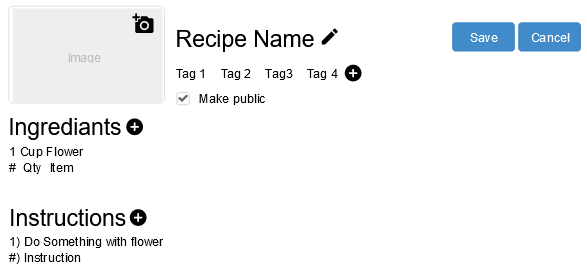 Image
Recipe Name
Save
Cancel
Tag 1 Tag 2 Tag3 Tag 4
Make public
Ingrediants
1 Cup Flower
# Qty Item
Instructions
1) Do Something with flower
#) Instruction